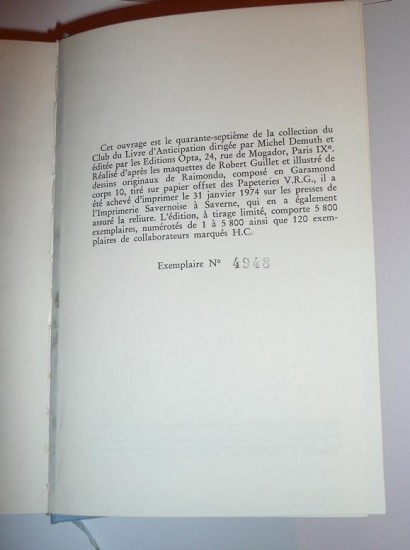 Cet ouvrage est le quarante-septième de la collection du
Club du Livre d'Anticipation dirigée par Michel Demuth et
éditée par les Editions Opta, 24, rue de Mogador, Paris IXe.
Réalisé d'après les maquettes de Robert Guillet et illustré de
dessins originaux de Raimondo, composé en Garamond
corps 10, tiré sur papier offset des Papeteries V.R.G., il a
été achevé d'imprimer le 31 janvier 1974 sur les presses de
l'Imprimerie Savernoise à Saverne, qui en a également
assuré la reliure. L'édition, à tirage limité, comporte 5 800
exemplaires, numérotés de 1 à 5 800 ainsi que 120 exem-
plaires de collaborateurs marqués H.C.
Exemplaire N° 4948